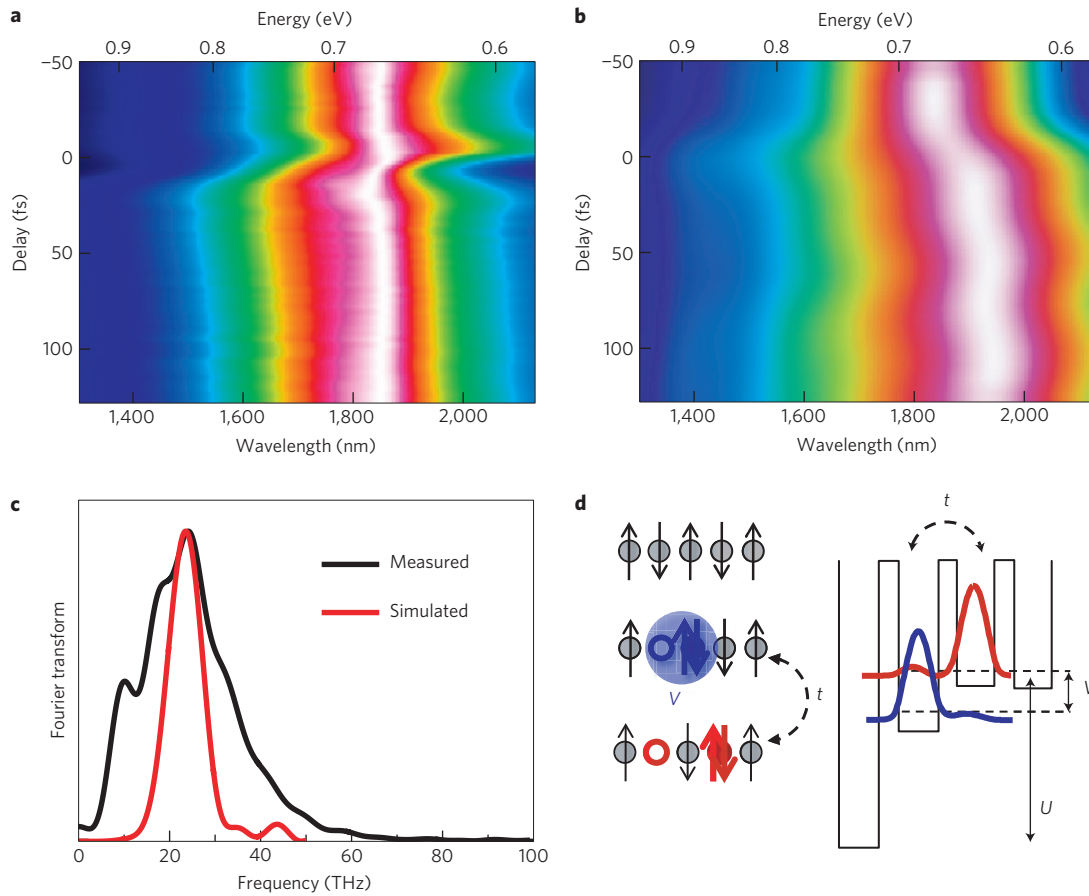 a
Energy (eV)
0.9 0.8 0.7 0.6
–50
0
50
100
Delay (fs)
1,400 1,600 1,800 2,000
Wavelength (nm)
b
Energy (eV)
0.9 0.8 0.7 0.6
–50
0
50
100
Delay (fs)
1,400 1,600 1,800 2,000
Wavelength (nm)
c
Measured
Simulated
Fourier transform
0 20 40 60 80 100
Frequency (THz)
d
V
t
t
U